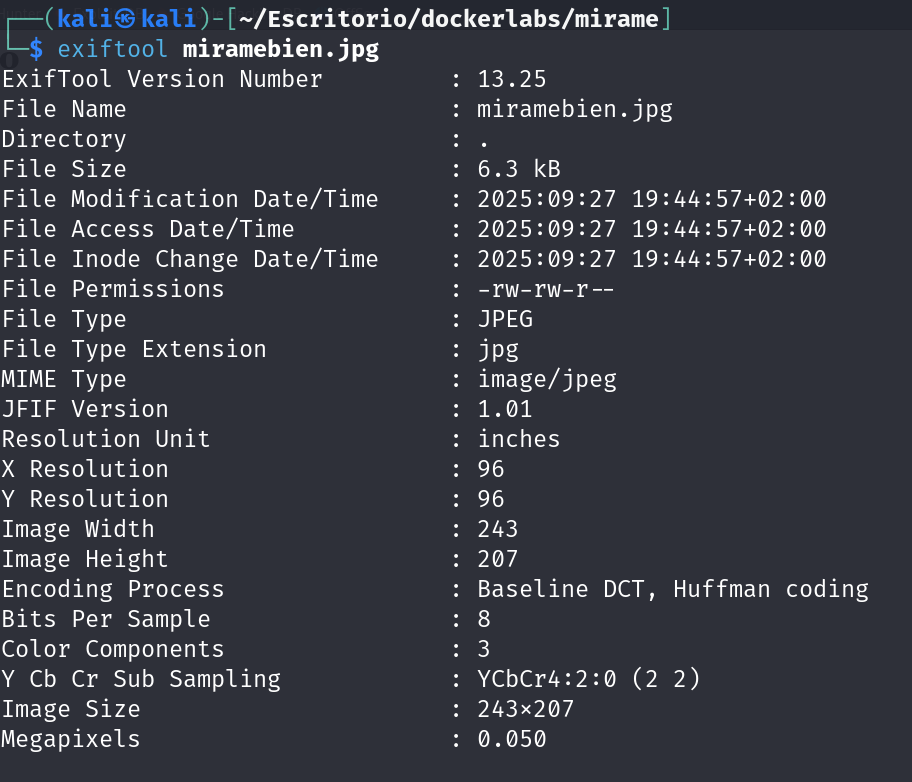 ┌──(kali㉿kali)-[~/Escritorio/dockerlabs/mirame]
└─$ exiftool miramebien.jpg
ExifTool Version Number         : 13.25
File Name                       : miramebien.jpg
Directory                       : .
File Size                       : 6.3 kB
File Modification Date/Time     : 2025:09:27 19:44:57+02:00
File Access Date/Time           : 2025:09:27 19:44:57+02:00
File Inode Change Date/Time     : 2025:09:27 19:44:57+02:00
File Permissions                : -rw-rw-r--
File Type                       : JPEG
File Type Extension             : jpg
MIME Type                       : image/jpeg
JFIF Version                    : 1.01
Resolution Unit                 : inches
X Resolution                    : 96
Y Resolution                    : 96
Image Width                     : 243
Image Height                    : 207
Encoding Process                : Baseline DCT, Huffman coding
Bits Per Sample                 : 8
Color Components                : 3
Y Cb Cr Sub Sampling            : YCbCr4:2:0 (2 2)
Image Size                      : 243x207
Megapixels                      : 0.050